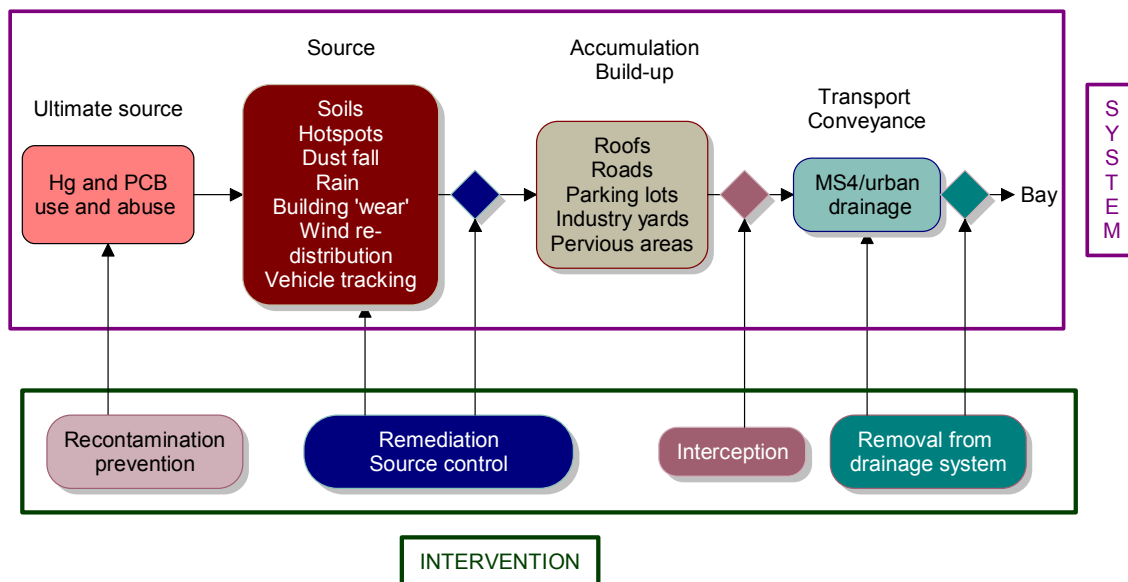 Source
Accumulation
Build-up
Ultimate source
Transport
Conveyance
Hg and PCB
use and abuse
Soils
Hotspots
Dust fall
Rain
Building 'wear'
Wind re-
distribution
Vehicle tracking
Roofs
Roads
Parking lots
Industry yards
Pervious areas
MS4/urban
drainage
Bay
S
Y
S
T
E
M
Recontamination
prevention
Remediation
Source control
Interception
Removal from
drainage system
INTERVENTION